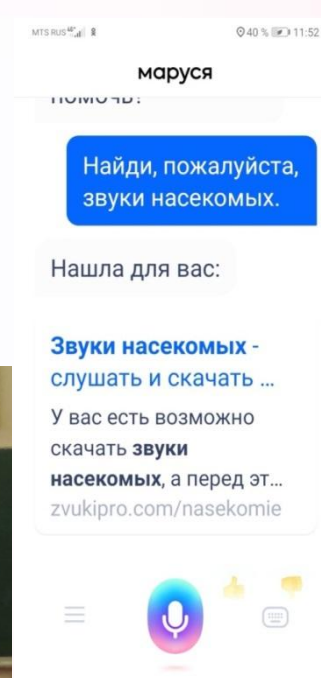 MTS RUS
40 % 11:52
маруся
помочь?
Найди, пожалуйста,
звуки насекомых.
Нашла для вас:
Звуки насекомых -
слушать и скачать ...
У вас есть возможно
скачать звуки
насекомых, а перед эт...
zvukipro.com/nasekomie